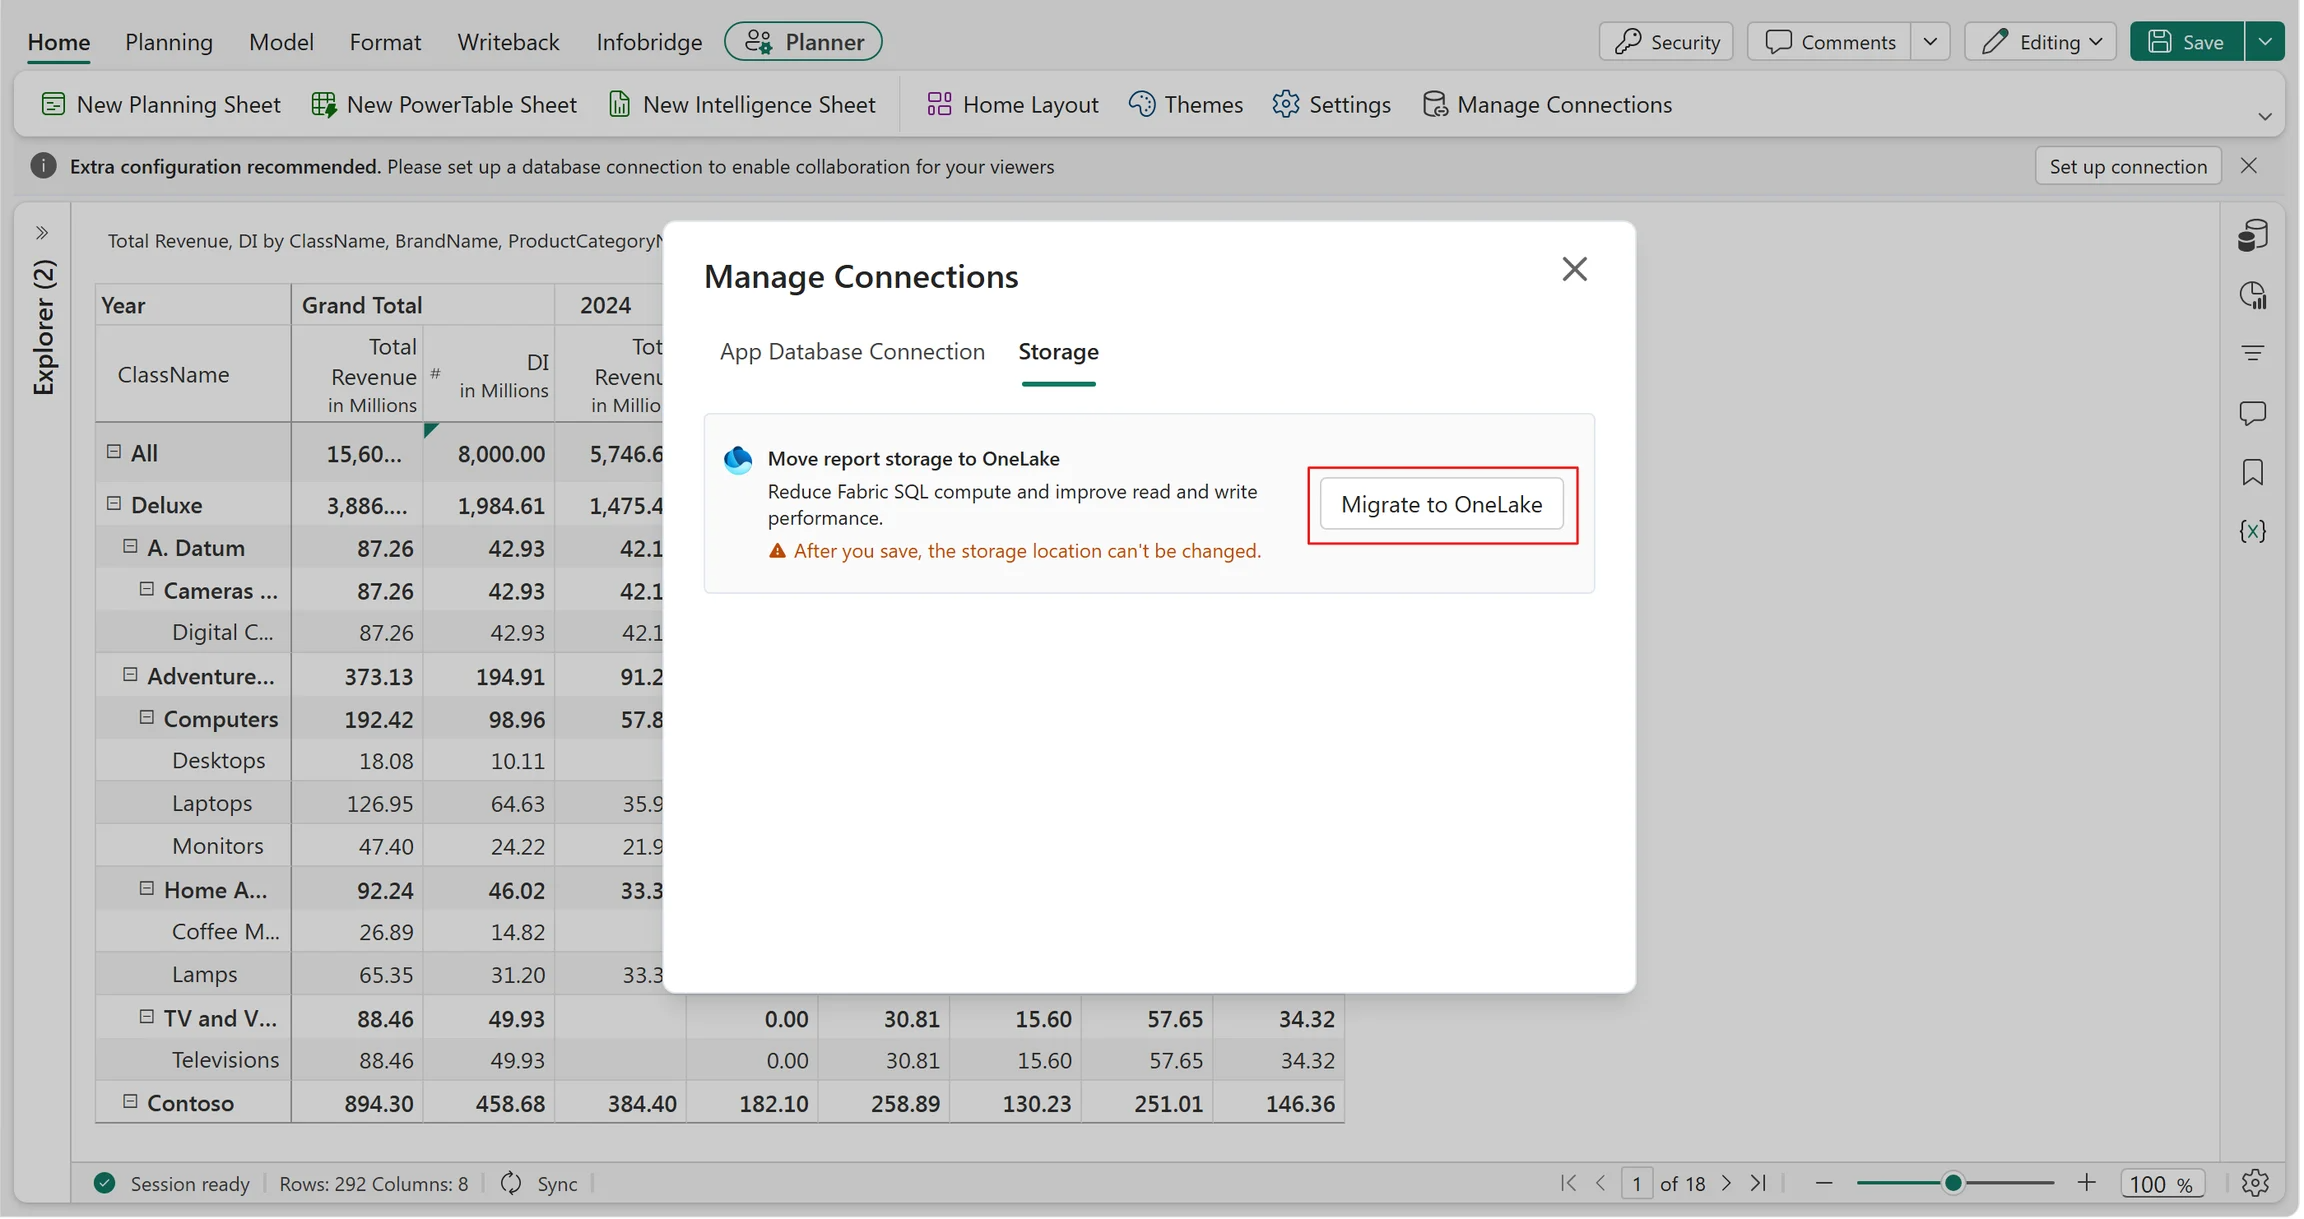 Home Planning Model Format Writeback Infobridge Planner Security Comments Editing Save
New Planning Sheet New PowerTable Sheet New Intelligence Sheet Home Layout Themes Settings Manage Connections
Extra configuration recommended. Please set up a database connection to enable collaboration for your viewers Set up connection
Explorer (2)
Total Revenue, DI by ClassName, BrandName, ProductCategoryN
Year Grand Total 2024
ClassName Total Revenue in Millions # DI in Millions Tot Revenu in Millio
All 15,60... 8,000.00 5,746.6
Deluxe 3,886.... 1,984.61 1,475.4
A. Datum 87.26 42.93 42.1
Cameras ... 87.26 42.93 42.1
Digital C... 87.26 42.93 42.1
Adventure... 373.13 194.91 91.2
Computers 192.42 98.96 57.8
Desktops 18.08 10.11
Laptops 126.95 64.63 35.9
Monitors 47.40 24.22 21.9
Home A... 92.24 46.02 33.3
Coffee M... 26.89 14.82
Lamps 65.35 31.20 33.3
TV and V... 88.46 49.93 0.00 30.81 15.60 57.65 34.32
Televisions 88.46 49.93 0.00 30.81 15.60 57.65 34.32
Contoso 894.30 458.68 384.40 182.10 258.89 130.23 251.01 146.36
Manage Connections
App Database Connection Storage
Move report storage to OneLake
Reduce Fabric SQL compute and improve read and write
performance.
After you save, the storage location can't be changed.
Migrate to OneLake
Session ready Rows: 292 Columns: 8 Sync 1 of 18 100 %